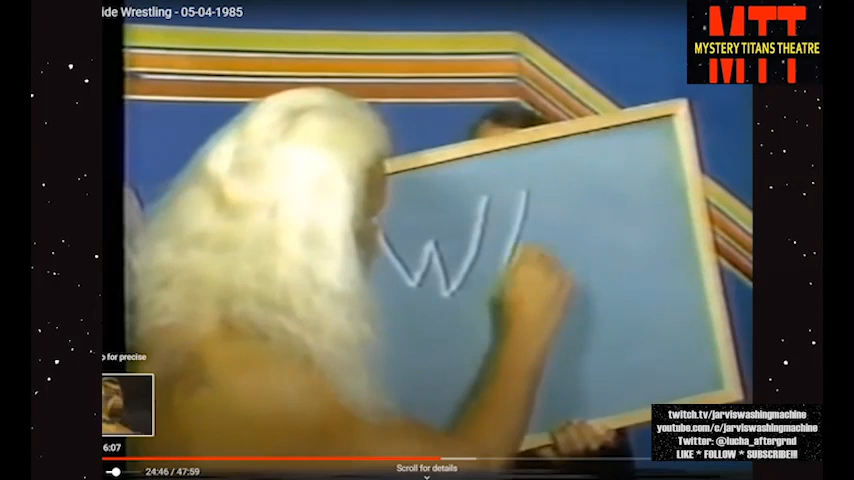 ide Wrestling - 05-04-1985
MTT
MYSTERY TITANS THEATRE
W
o for precise
6:07
24:46 / 47:59
Scroll for details
twitch.tv/jarviswashingmachine
youtube.com/c/jarviswashingmachine
Twitter: @lucha_aftergrnd
LIKE * FOLLOW * SUBSCRIBE!!!